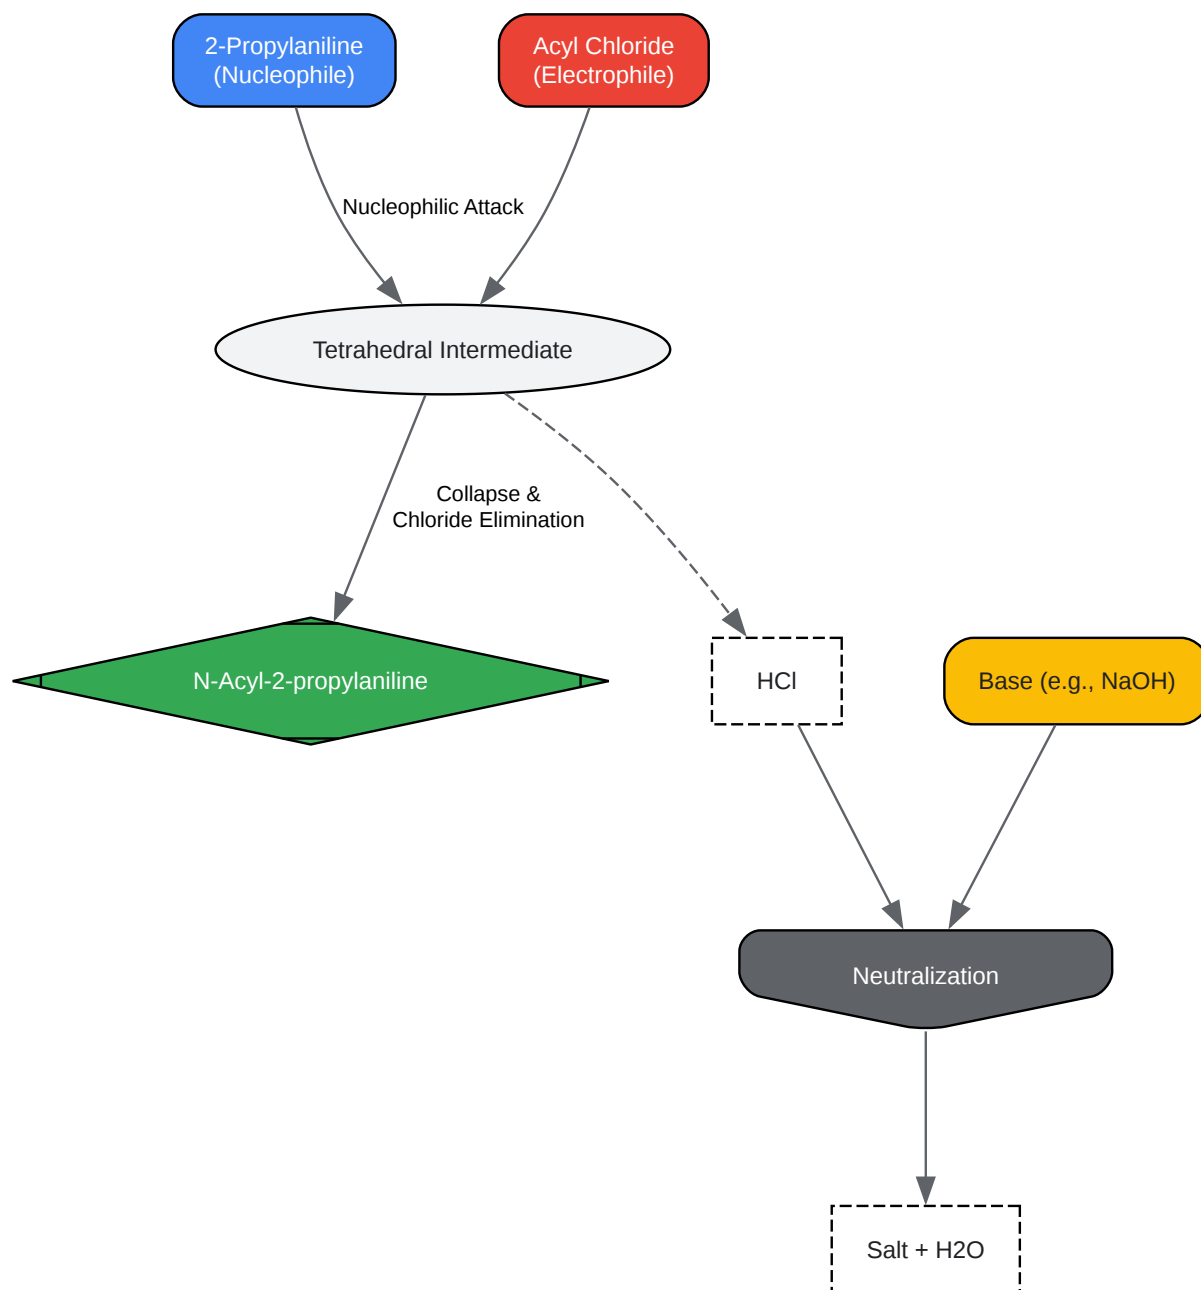 2-Propylaniline
(Nucleophile)
Acyl Chloride
(Electrophile)
Nucleophilic Attack
Tetrahedral Intermediate
Collapse &
Chloride Elimination
N-Acyl-2-propylaniline
HCl
Base (e.g., NaOH)
Neutralization
Salt + H2O